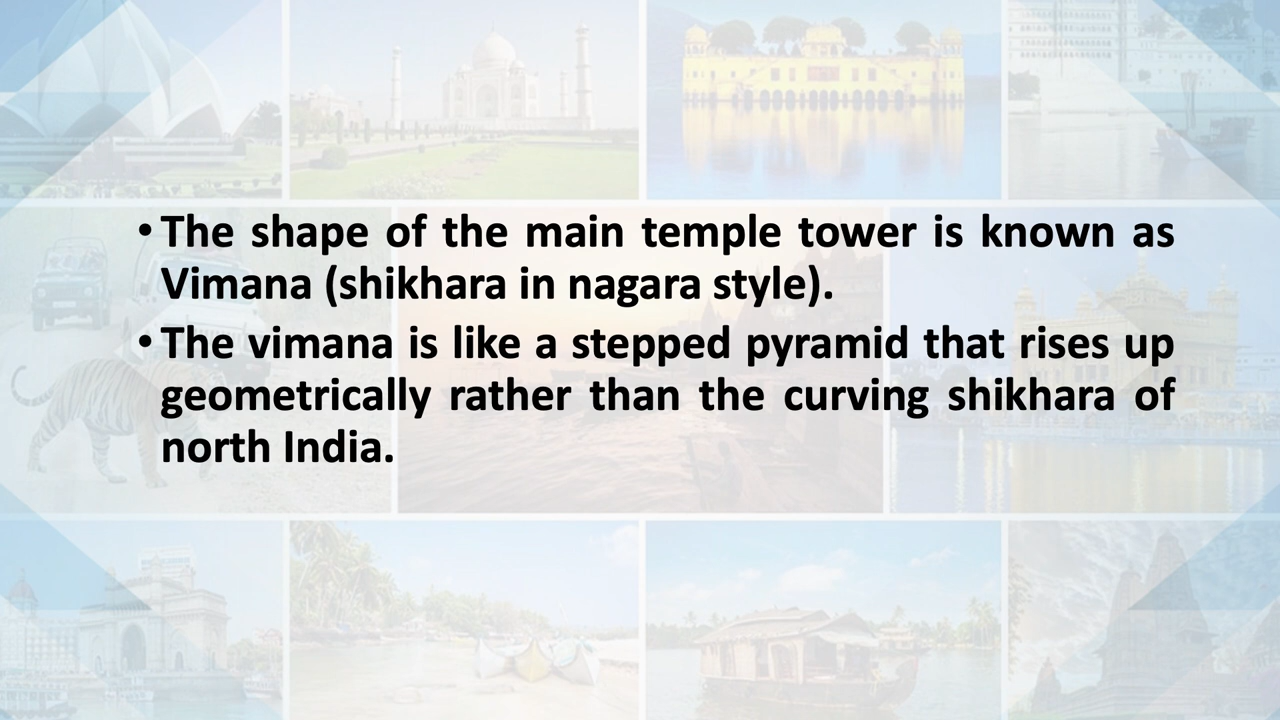 • The shape of the main temple tower is known as
Vimana (shikhara in nagara style).
• The vimana is like a stepped pyramid that rises up
geometrically rather than the curving shikhara of
north India.